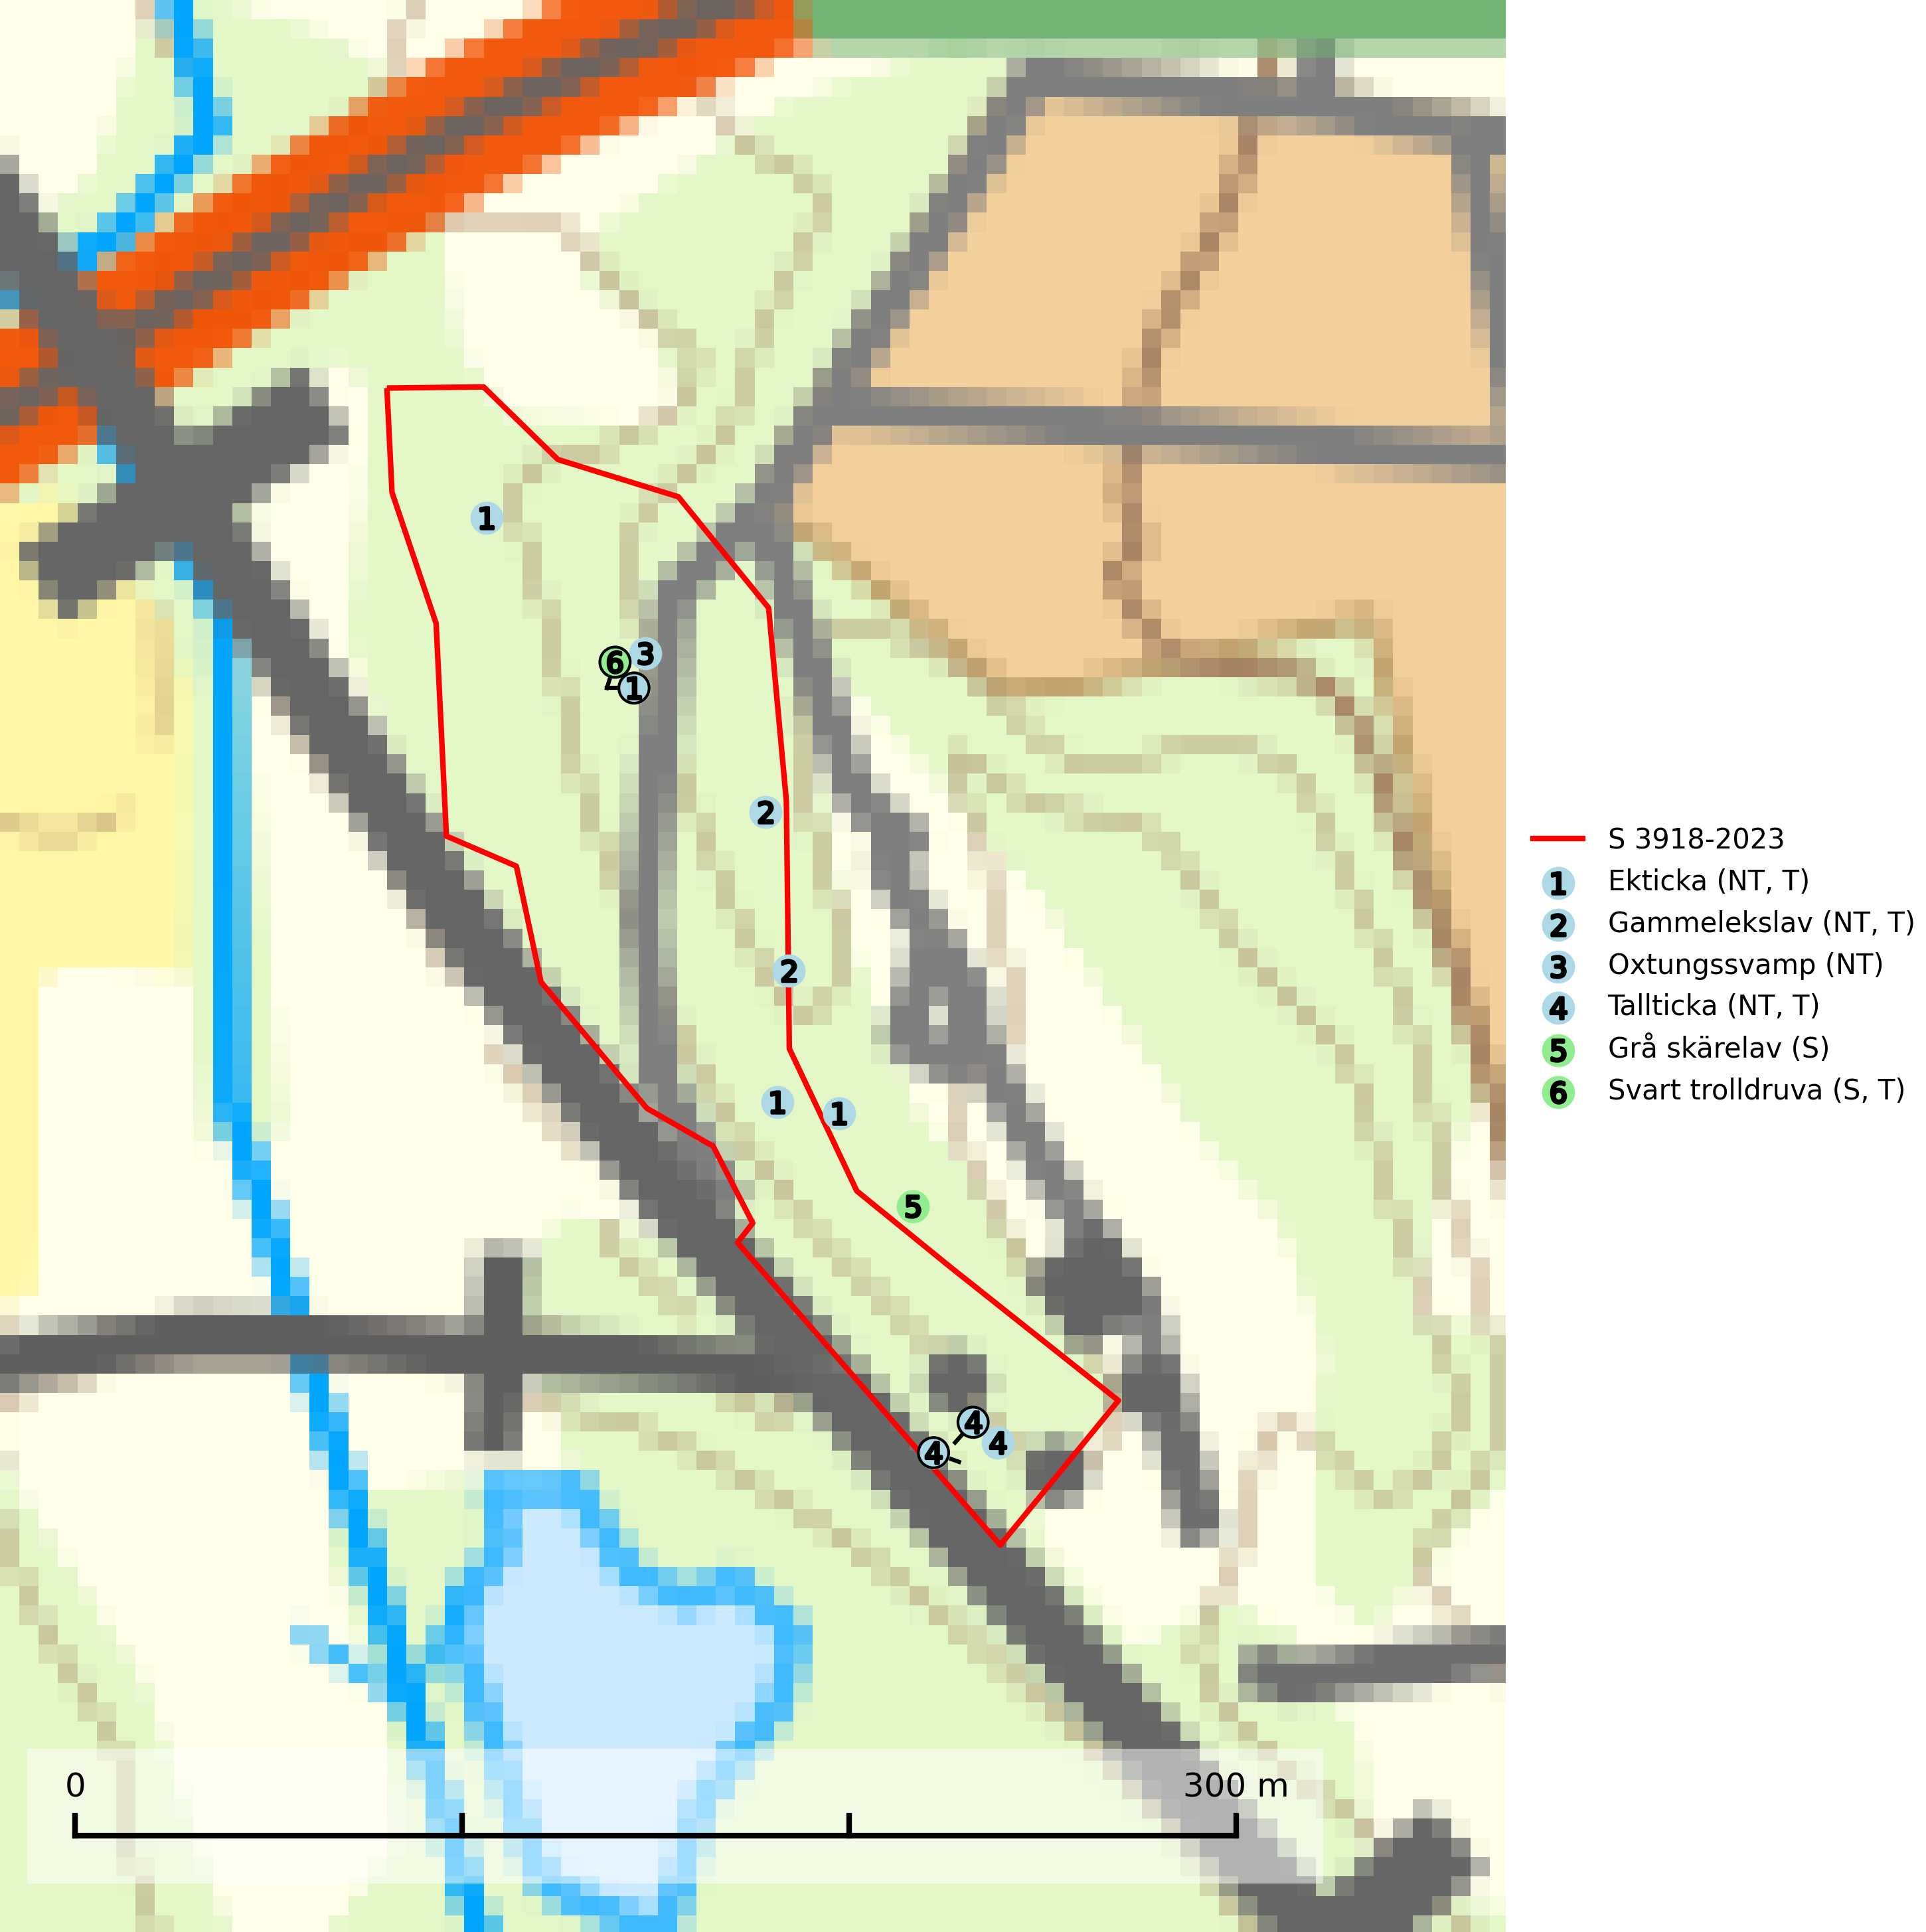 1
6
3
1
2
2
1
1
5
4
4
4
0
300 m
S 3918-2023
1 Ekticka (NT, T)
2 Gammelekslav (NT, T)
3 Oxtungssvamp (NT)
4 Tallticka (NT, T)
5 Grå skärelav (S)
6 Svart trolldruva (S, T)